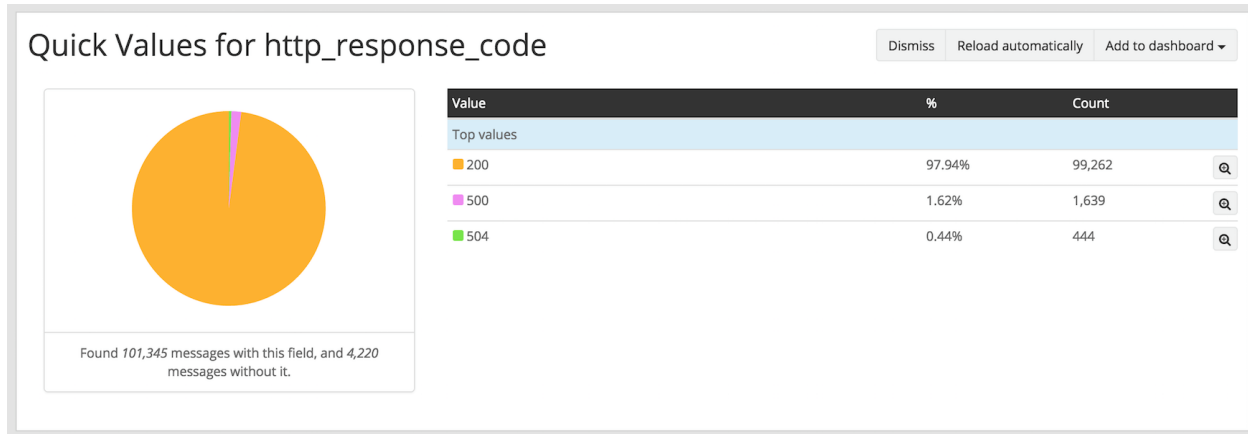 Quick Values for http_response_code
Dismiss Reload automatically Add to dashboard
Value % Count
Top values
200 97.94% 99,262
500 1.62% 1,639
504 0.44% 444
Found 101,345 messages with this field, and 4,220
messages without it.